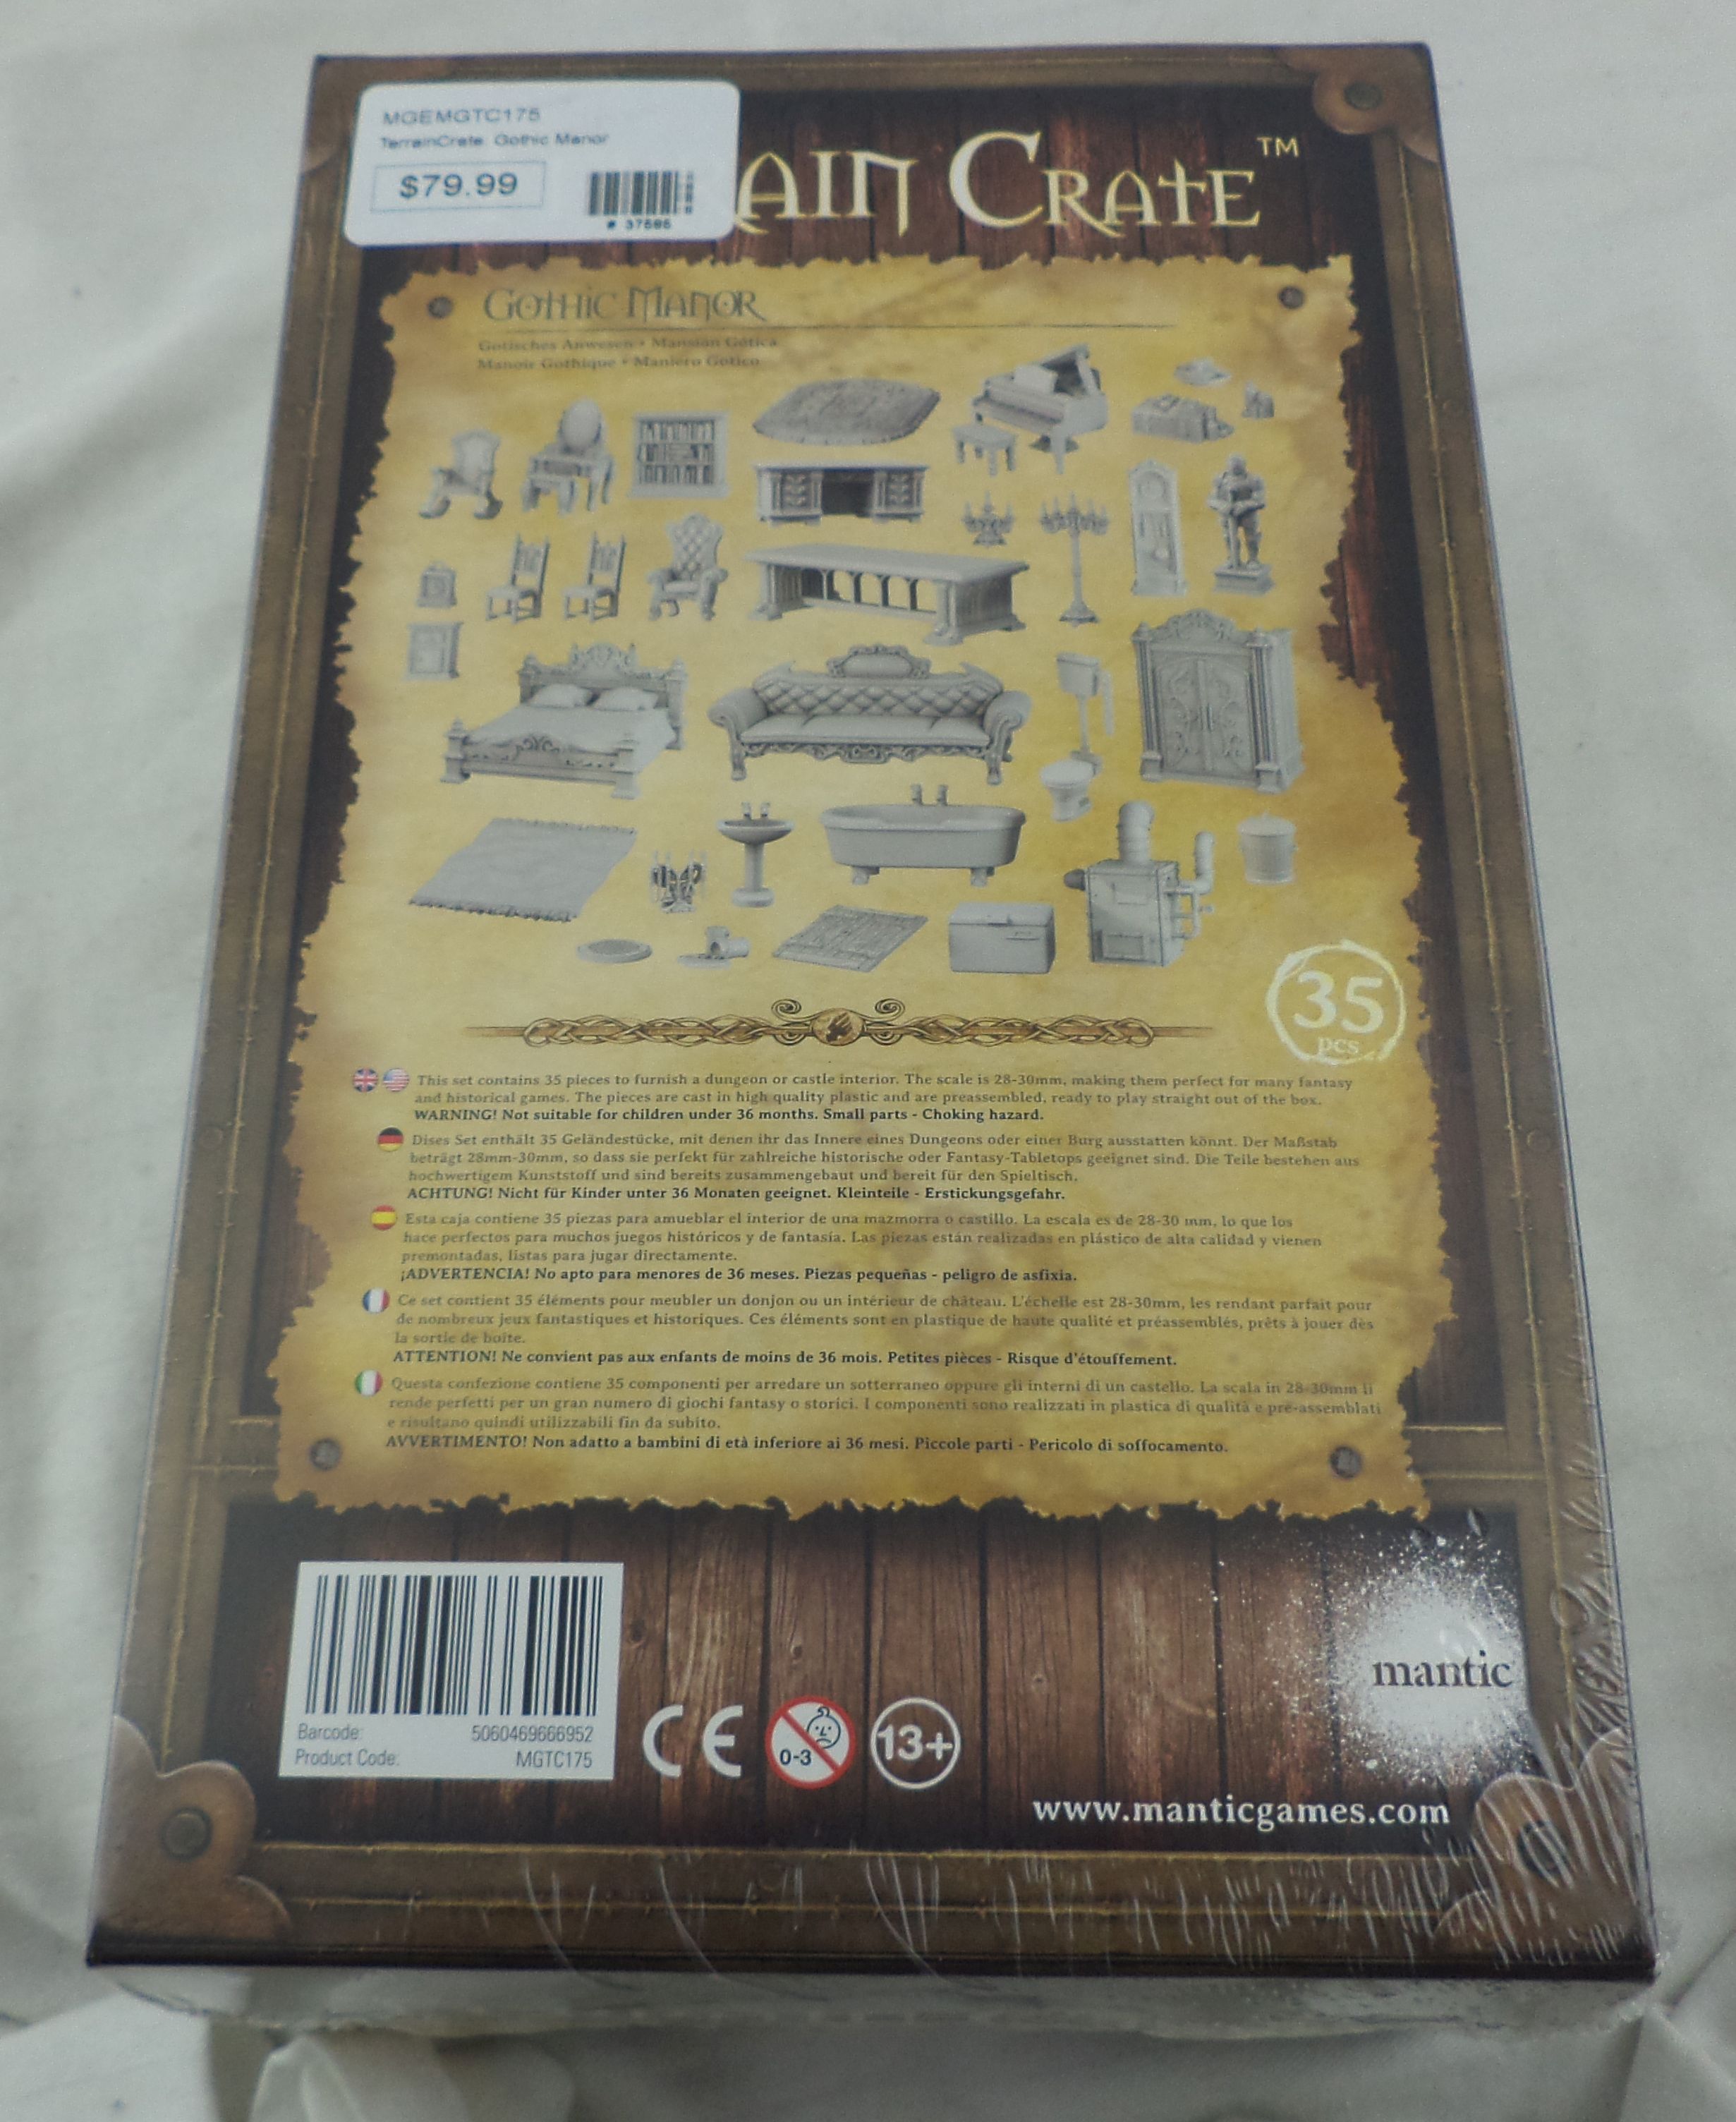 MGEMGTC175
TerrainCrate Gothic Manor
$79.99
# 37585
AIN CRATE™
GOTHIC MANOR
Gotisches Anwesen • Mansión Gótica
Manoir Gothique • Maniero Gotico
35
pcs
This set contains 35 pieces to furnish a dungeon or castle interior. The scale is 28-30mm, making them perfect for many fantasy
and historical games. The pieces are cast in high quality plastic and are preassembled, ready to play straight out of the box.
WARNING! Not suitable for children under 36 months. Small parts - Choking hazard.
Dises Set enthält 35 Geländestücke, mit denen ihr das Innere eines Dungeons oder einer Burg ausstatten könnt. Der Maßstab
beträgt 28mm-30mm, so dass sie perfekt für zahlreiche historische oder Fantasy-Tabletops geeignet sind. Die Teile bestehen aus
hochwertigem Kunststoff und sind bereits zusammengebaut und bereit für den Spieltisch.
ACHTUNG! Nicht für Kinder unter 36 Monaten geeignet. Kleinteile - Erstickungsgefahr.
Esta caja contiene 35 piezas para amueblar el interior de una mazmorra o castillo. La escala es de 28-30 mm, lo que los
hace perfectos para muchos juegos históricos y de fantasía. Las piezas están realizadas en plástico de alta calidad y vienen
premontadas, listas para jugar directamente.
¡ADVERTENCIA! No apto para menores de 36 meses. Piezas pequeñas - peligro de asfixia.
Ce set contient 35 éléments pour meubler un donjon ou un intérieur de château. L'échelle est 28-30mm, les rendant parfait pour
de nombreux jeux fantastiques et historiques. Ces éléments sont en plastique de haute qualité et préassemblés, prêts à jouer dès
la sortie de boite.
ATTENTION! Ne convient pas aux enfants de moins de 36 mois. Petites pièces - Risque d'étouffement.
Questa confezione contiene 35 componenti per arredare un sotterraneo oppure gli interni di un castello. La scala in 28-30mm li
rende perfetti per un gran numero di giochi fantasy o storici. I componenti sono realizzati in plastica di qualità e pre-assemblati
e risultano quindi utilizzabili fin da subito.
AVVERTIMENTO! Non adatto a bambini di età inferiore ai 36 mesi. Piccole parti - Pericolo di soffocamento.
Barcode: 5060469666952
Product Code: MGTC175
CE
0-3
13+
mantic
www.manticgames.com